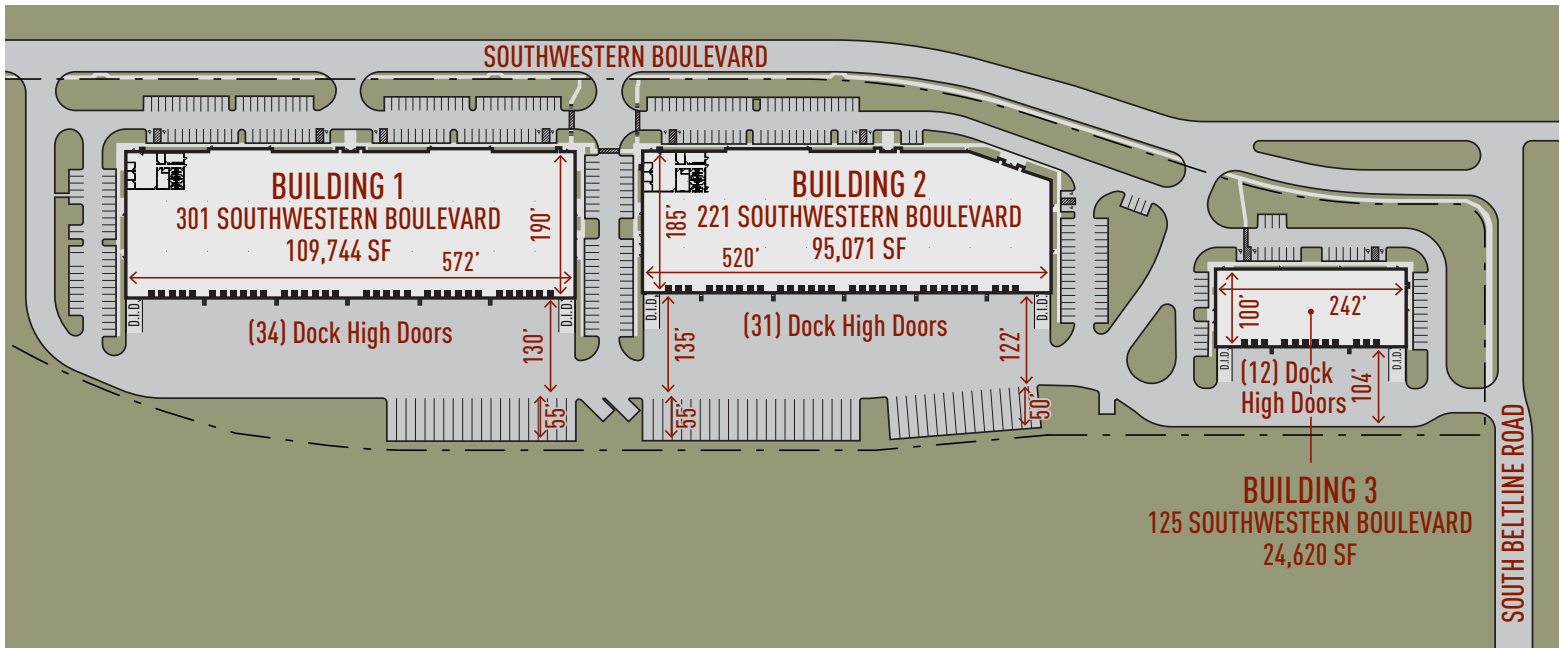 SOUTHWESTERN BOULEVARD
BUILDING 1
301 SOUTHWESTERN BOULEVARD
109,744 SF
190'
572'
BUILDING 2
221 SOUTHWESTERN BOULEVARD
95,071 SF
185'
520'
100'
242'
D.I.D.
D.I.D.
D.I.D.
D.I.D.
D.I.D.
D.I.D.
(34) Dock High Doors
130'
55'
(31) Dock High Doors
135'
55'
122'
50'
(12) Dock
High Doors
104'
BUILDING 3
125 SOUTHWESTERN BOULEVARD
24,620 SF
SOUTH BELTLINE ROAD